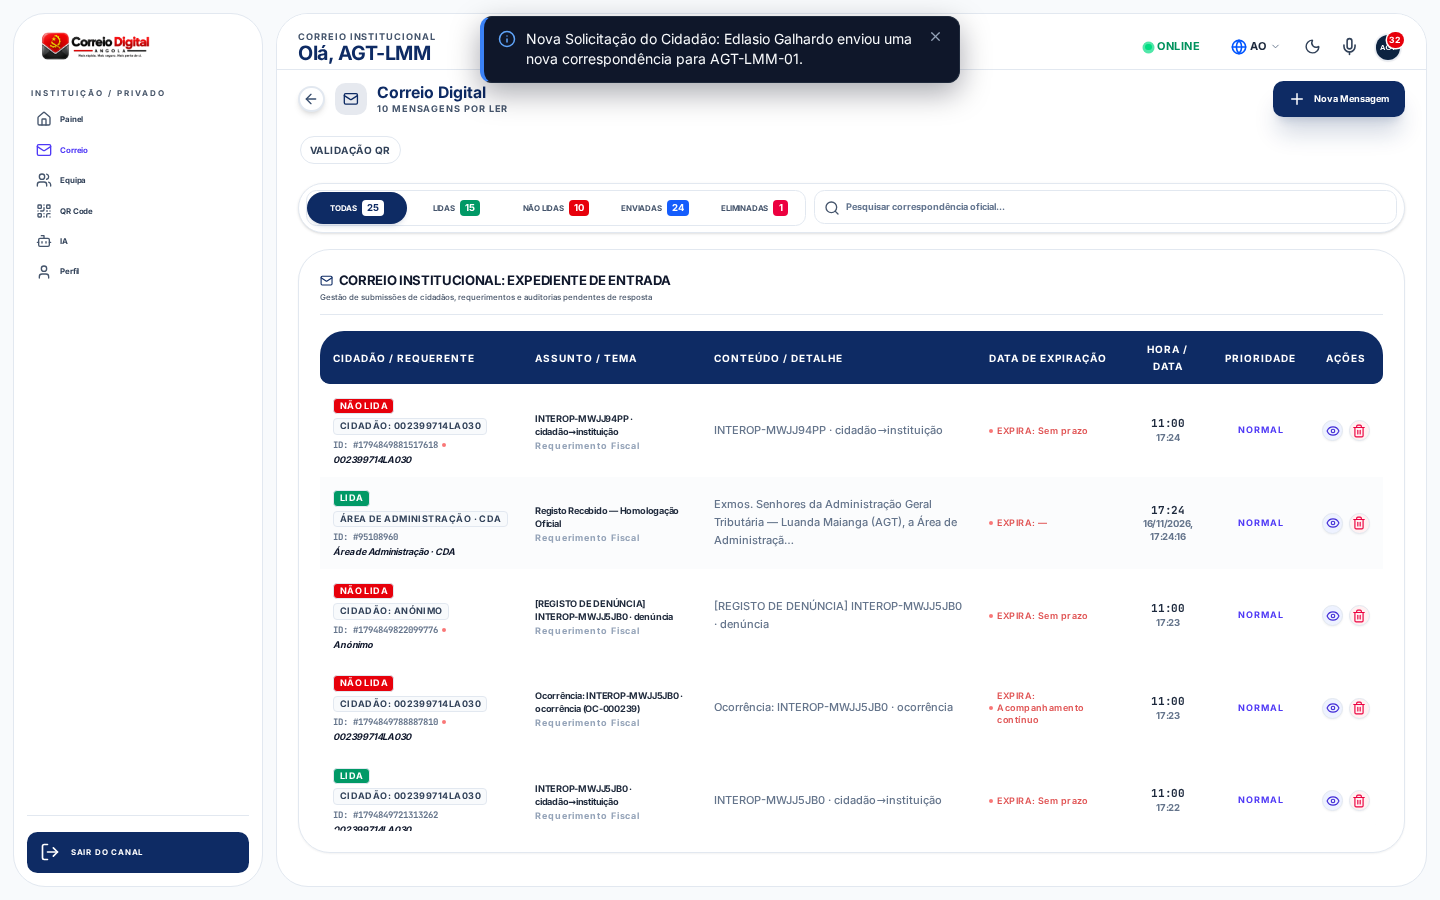 Correio Digital
ANGOLA
INSTITUIÇÃO / PRIVADO
Painel
Correio
Equipa
QR Code
IA
Perfil
SAIR DO CANAL
CORREIO INSTITUCIONAL
Olá, AGT-LMM
Nova Solicitação do Cidadão: Edlasio Galhardo enviou uma
nova correspondência para AGT-LMM-01.
ONLINE
AO
32
Correio Digital
10 MENSAGENS POR LER
Nova Mensagem
VALIDAÇÃO QR
TODAS 25
LIDAS 15
NÃO LIDAS 10
ENVIADAS 24
ELIMINADAS 1
Pesquisar correspondência oficial...
CORREIO INSTITUCIONAL: EXPEDIENTE DE ENTRADA
Gestão de submissões de cidadãos, requerimentos e auditorias pendentes de resposta
CIDADÃO / REQUERENTE
ASSUNTO / TEMA
CONTEÚDO / DETALHE
DATA DE EXPIRAÇÃO
HORA /
DATA
PRIORIDADE
AÇÕES
NÃO LIDA
CIDADÃO: 002399714LA030
ID: #1794849881517618
002399714LA030
INTEROP-MWJJ94PP ·
cidadão→instituição
Requerimento Fiscal
INTEROP-MWJJ94PP · cidadão→instituição
EXPIRA: Sem prazo
11:00
17:24
NORMAL
LIDA
ÁREA DE ADMINISTRAÇÃO · CDA
ID: #95108960
Área de Administração · CDA
Registo Recebido — Homologação
Oficial
Requerimento Fiscal
Exmos. Senhores da Administração Geral
Tributária — Luanda Maianga (AGT), a Área de
Administraçã...
EXPIRA: —
17:24
16/11/2026,
17:24:16
NORMAL
NÃO LIDA
CIDADÃO: ANÓNIMO
ID: #1794849822099776
Anónimo
[REGISTO DE DENÚNCIA]
INTEROP-MWJJ5JB0 · denúncia
Requerimento Fiscal
[REGISTO DE DENÚNCIA] INTEROP-MWJJ5JB0
· denúncia
EXPIRA: Sem prazo
11:00
17:23
NORMAL
NÃO LIDA
CIDADÃO: 002399714LA030
ID: #1794849788887810
002399714LA030
Ocorrência: INTEROP-MWJJ5JB0 ·
ocorrência (OC-000239)
Requerimento Fiscal
Ocorrência: INTEROP-MWJJ5JB0 · ocorrência
EXPIRA:
Acompanhamento
contínuo
11:00
17:23
NORMAL
LIDA
CIDADÃO: 002399714LA030
ID: #1794849721313262
002399714LA030
INTEROP-MWJJ5JB0 ·
cidadão→instituição
Requerimento Fiscal
INTEROP-MWJJ5JB0 · cidadão→instituição
EXPIRA: Sem prazo
11:00
17:22
NORMAL